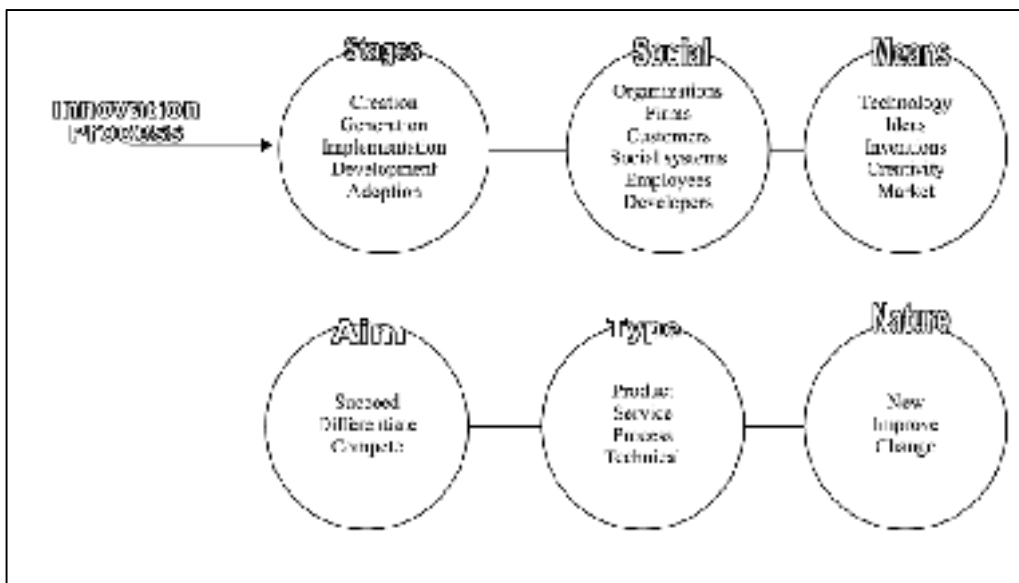 Innovation
Process
Stages
Creation
Generation
Implementation
Development
Adoption
Social
Organizations
Firms
Customers
Social systems
Employees
Developers
Means
Technology
Ideas
Inventions
Creativity
Market
Aim
Succeed
Differentiate
Compete
Type
Product
Service
Process
Technical
Nature
New
Improve
Change